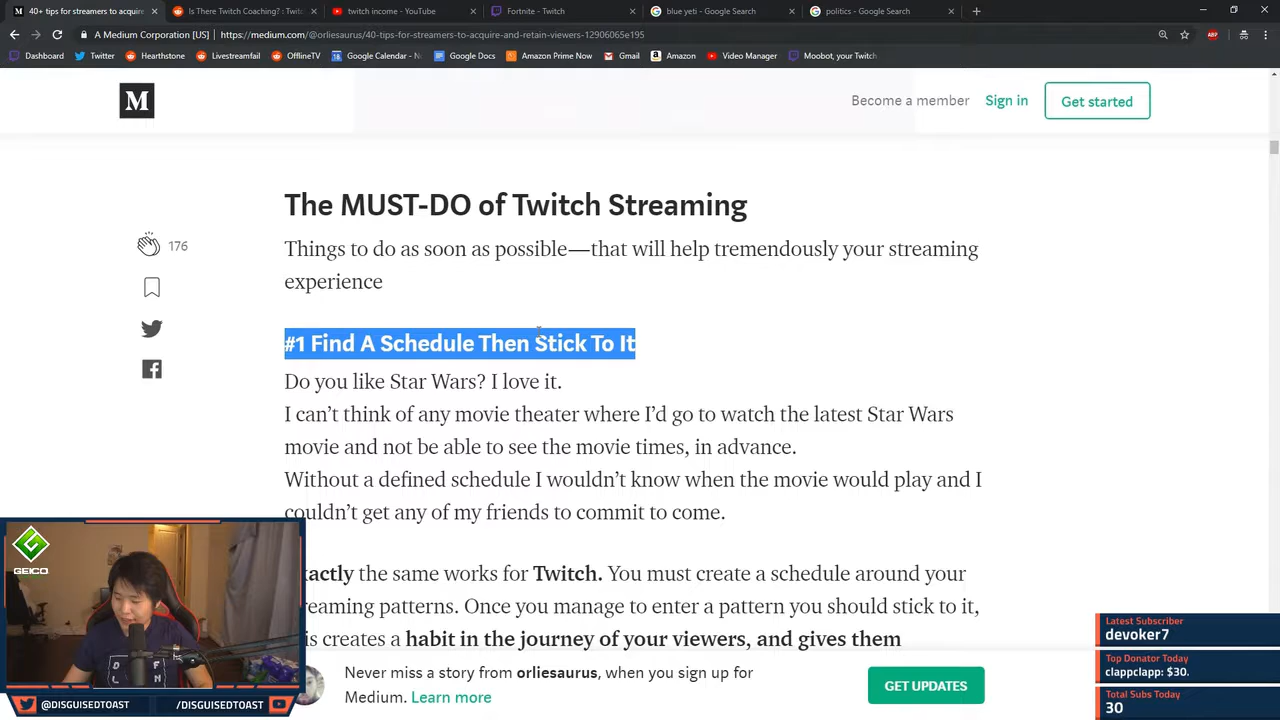 40+ tips for streamers to acquire
Is There Twitch Coaching? : Twitc
twitch income - YouTube
Fortnite - Twitch
blue yeti - Google Search
politics - Google Search
A Medium Corporation [US]
https://medium.com/@orliesaurus/40-tips-for-streamers-to-acquire-and-retain-viewers-12906065e195
Dashboard
Twitter
Hearthstone
Livestreamfail
OfflineTV
Google Calendar - N
Google Docs
Amazon Prime Now
Gmail
Amazon
Video Manager
Moobot, your Twitch
M
Become a member
Sign in
Get started
The MUST-DO of Twitch Streaming
176
Things to do as soon as possible—that will help tremendously your streaming
experience
#1 Find A Schedule Then Stick To It
Do you like Star Wars? I love it.
I can’t think of any movie theater where I’d go to watch the latest Star Wars
movie and not be able to see the movie times, in advance.
Without a defined schedule I wouldn’t know when the movie would play and I
couldn’t get any of my friends to commit to come.
xactly the same works for Twitch. You must create a schedule around your
reaming patterns. Once you manage to enter a pattern you should stick to it,
is creates a habit in the journey of your viewers, and gives them
Never miss a story from orliesaurus, when you sign up for
Medium. Learn more
GET UPDATES
GEICO
@DISGUISEDTOAST
/DISGUISEDTOAST
Latest Subscriber
devoker7
Top Donator Today
clappclapp: $30.
Total Subs Today
30